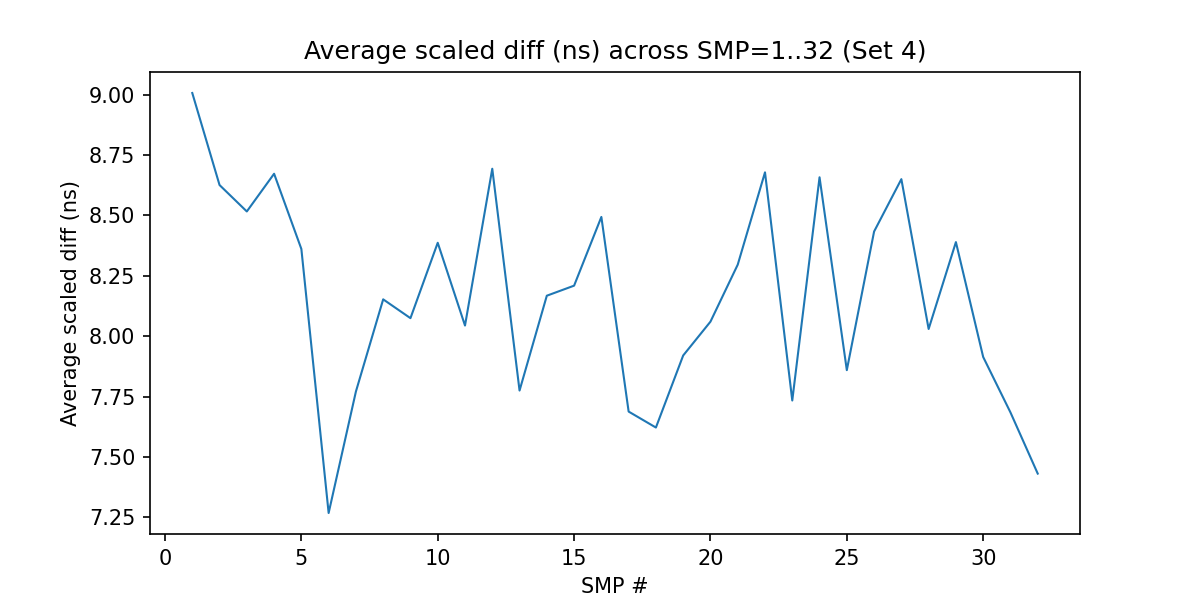 Average scaled diff (ns) across SMP=1..32 (Set 4)
Average scaled diff (ns)
9.00
8.75
8.50
8.25
8.00
7.75
7.50
7.25
0 5 10 15 20 25 30
SMP #